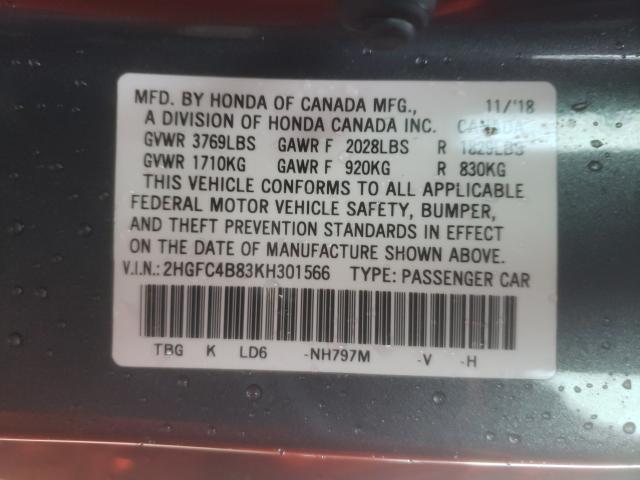 MFD. BY HONDA OF CANADA MFG., 11/'18
A DIVISION OF HONDA CANADA INC. CANADA
GVWR 3769LBS GAWR F 2028LBS R 1829LBS
GVWR 1710KG GAWR F 920KG R 830KG
THIS VEHICLE CONFORMS TO ALL APPLICABLE
FEDERAL MOTOR VEHICLE SAFETY, BUMPER,
AND THEFT PREVENTION STANDARDS IN EFFECT
ON THE DATE OF MANUFACTURE SHOWN ABOVE.
V.I.N.: 2HGFC4B83KH301566 TYPE: PASSENGER CAR
TBG K LD6 -NH797M -V -H